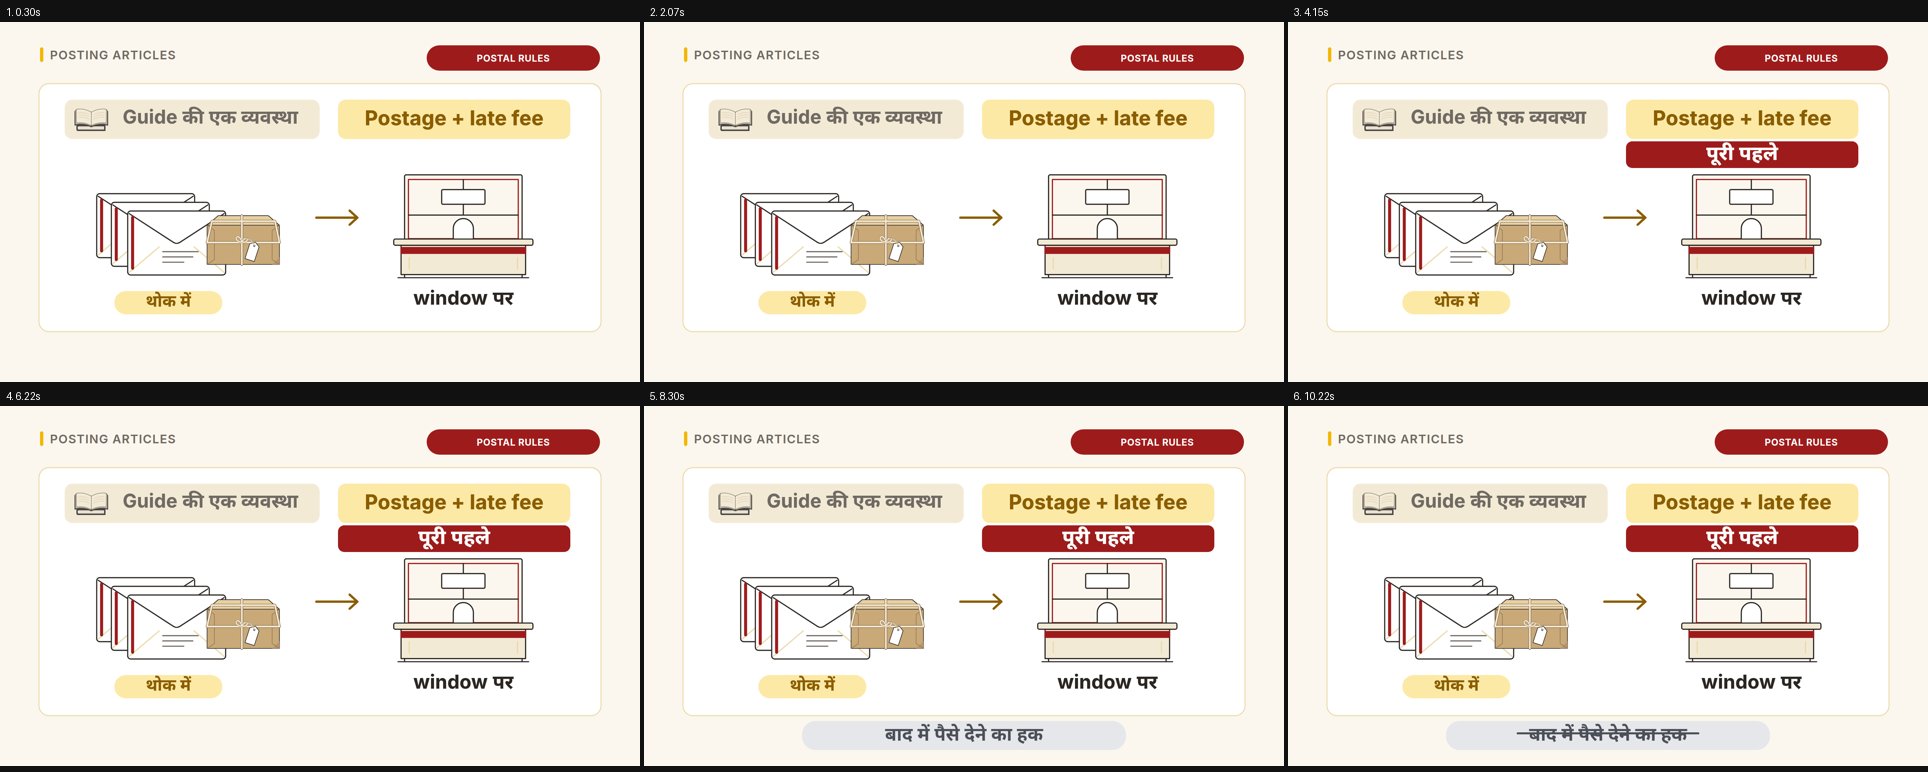 1. 0.30s
POSTING ARTICLES
POSTAL RULES
Guide की एक व्यवस्था
Postage + late fee
थोक में
window पर
2. 2.07s
POSTING ARTICLES
POSTAL RULES
Guide की एक व्यवस्था
Postage + late fee
थोक में
window पर
3. 4.15s
POSTING ARTICLES
POSTAL RULES
Guide की एक व्यवस्था
Postage + late fee
पूरी पहले
थोक में
window पर
4. 6.22s
POSTING ARTICLES
POSTAL RULES
Guide की एक व्यवस्था
Postage + late fee
पूरी पहले
थोक में
window पर
5. 8.30s
POSTING ARTICLES
POSTAL RULES
Guide की एक व्यवस्था
Postage + late fee
पूरी पहले
थोक में
window पर
बाद में पैसे देने का हक
6. 10.22s
POSTING ARTICLES
POSTAL RULES
Guide की एक व्यवस्था
Postage + late fee
पूरी पहले
थोक में
window पर
बाद में पैसे देने का हक